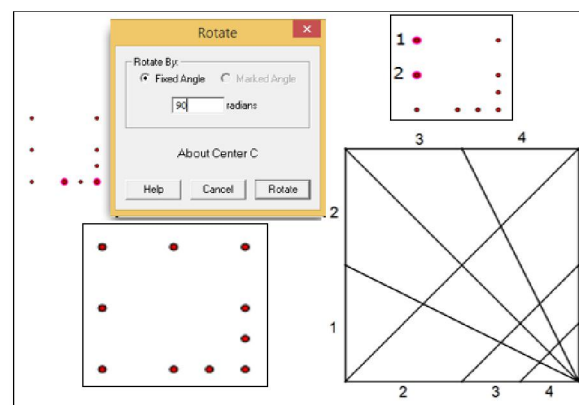 Rotate
Rotate By:
Fixed Angle Marked Angle
90 radians
About Center C
Help Cancel Rotate
1
2
3 4
2
1
2 3 4